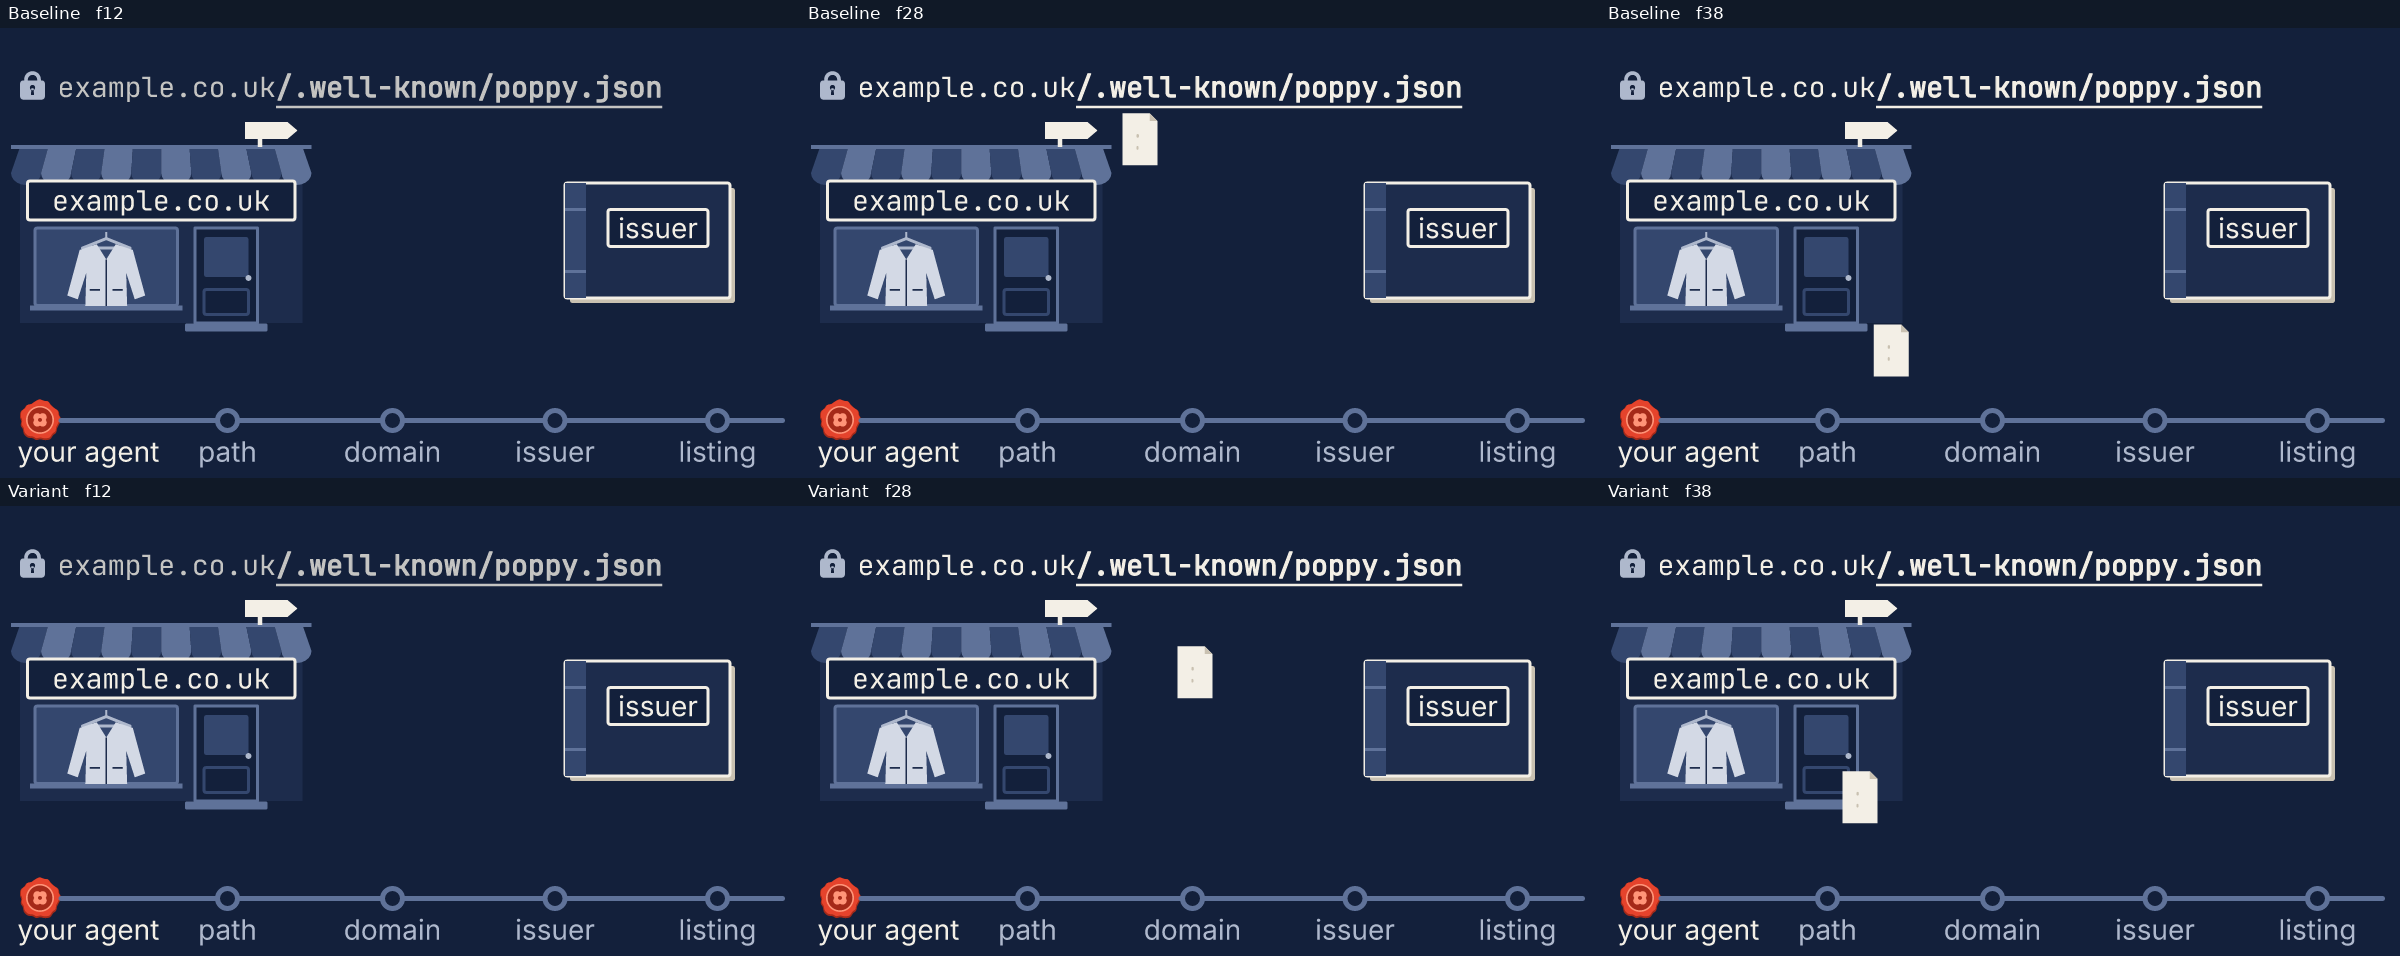 Baseline f12
example.co.uk/.well-known/poppy.json
example.co.uk
issuer
your agent path domain issuer listing
Baseline f28
example.co.uk/.well-known/poppy.json
example.co.uk
issuer
your agent path domain issuer listing
Baseline f38
example.co.uk/.well-known/poppy.json
example.co.uk
issuer
your agent path domain issuer listing
Variant f12
example.co.uk/.well-known/poppy.json
example.co.uk
issuer
your agent path domain issuer listing
Variant f28
example.co.uk/.well-known/poppy.json
example.co.uk
issuer
your agent path domain issuer listing
Variant f38
example.co.uk/.well-known/poppy.json
example.co.uk
issuer
your agent path domain issuer listing